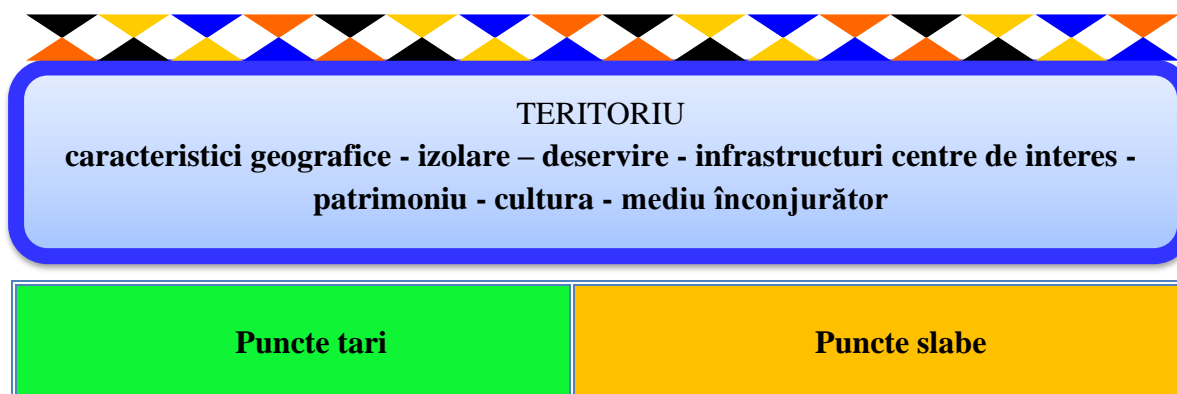 TERITORIU
caracteristici geografice - izolare – deservire - infrastructuri centre de interes -
patrimoniu - cultura - mediu înconjurător
Puncte tari
Puncte slabe